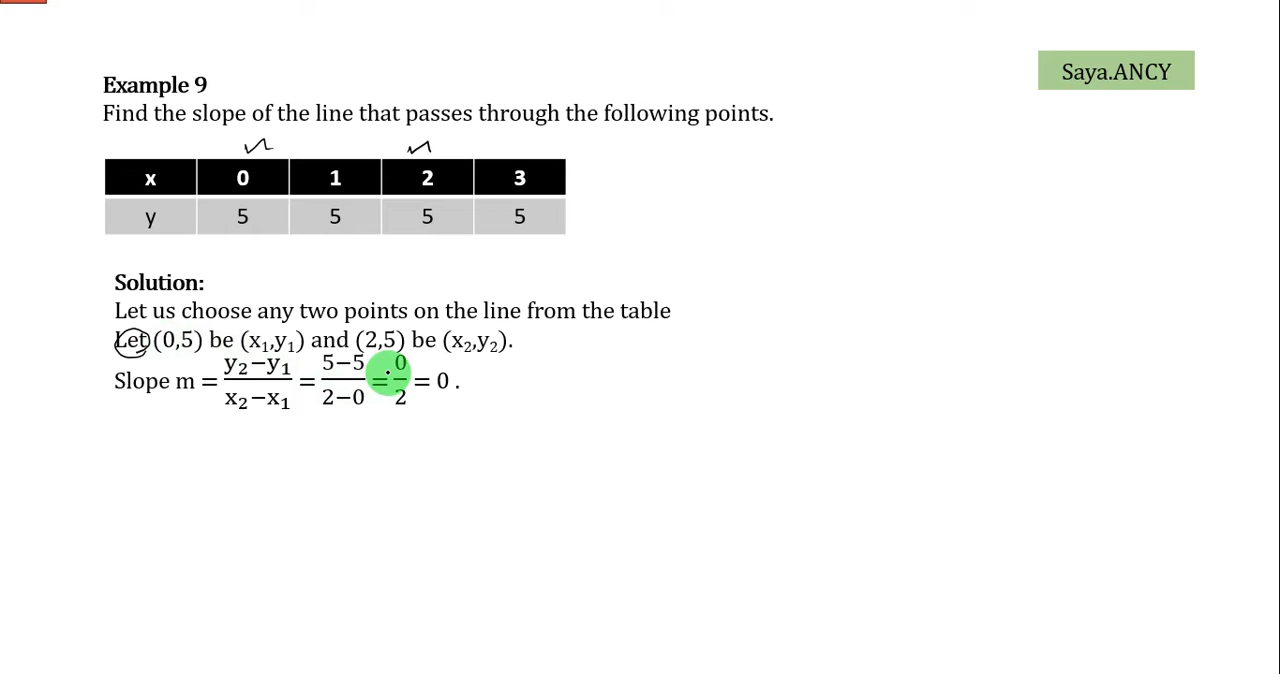 Saya.ANCY
Example 9
Find the slope of the line that passes through the following points.
x 0 1 2 3
y 5 5 5 5
Solution:
Let us choose any two points on the line from the table
Let (0,5) be (x₁,y₁) and (2,5) be (x₂,y₂).
Slope m = y₂−y₁/x₂−x₁ = 5−5/2−0 = 0/2 = 0 .